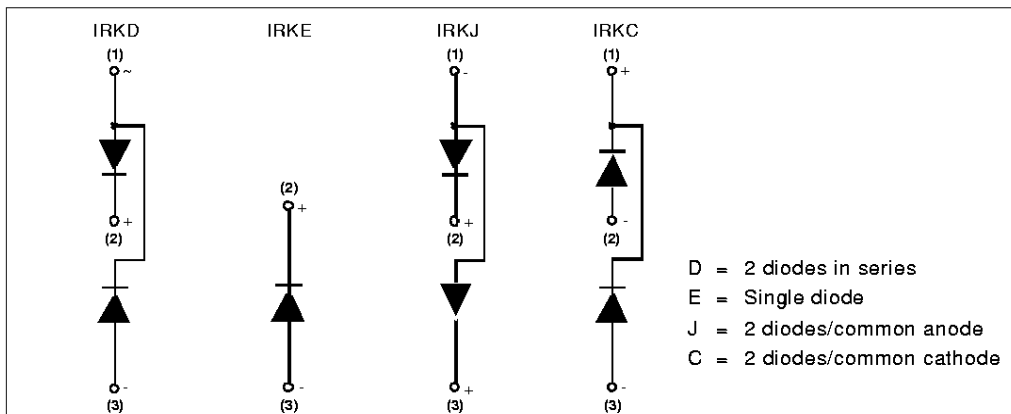 IRKD IRKE IRKJ IRKC
(1) (1) (1)
~ - +
(2)
+ + + -
(2) (2) (2)
D = 2 diodes in series
E = Single diode
J = 2 diodes/common anode
C = 2 diodes/common cathode
- - + -
(3) (3) (3) (3)